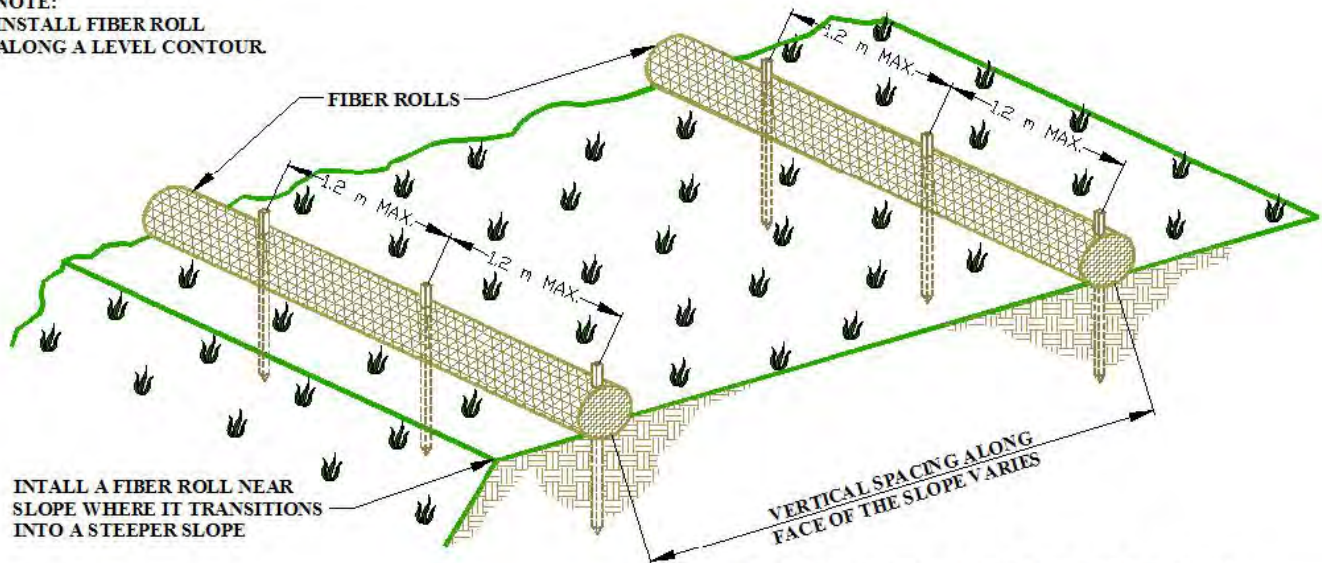 NOTE:
INSTALL FIBER ROLL
ALONG A LEVEL CONTOUR.
FIBER ROLLS
1.2 m MAX.
1.2 m MAX.
1.2 m MAX.
1.2 m MAX.
INTALL A FIBER ROLL NEAR
SLOPE WHERE IT TRANSITIONS
INTO A STEEPER SLOPE
VERTICAL SPACING ALONG
FACE OF THE SLOPE VARIES